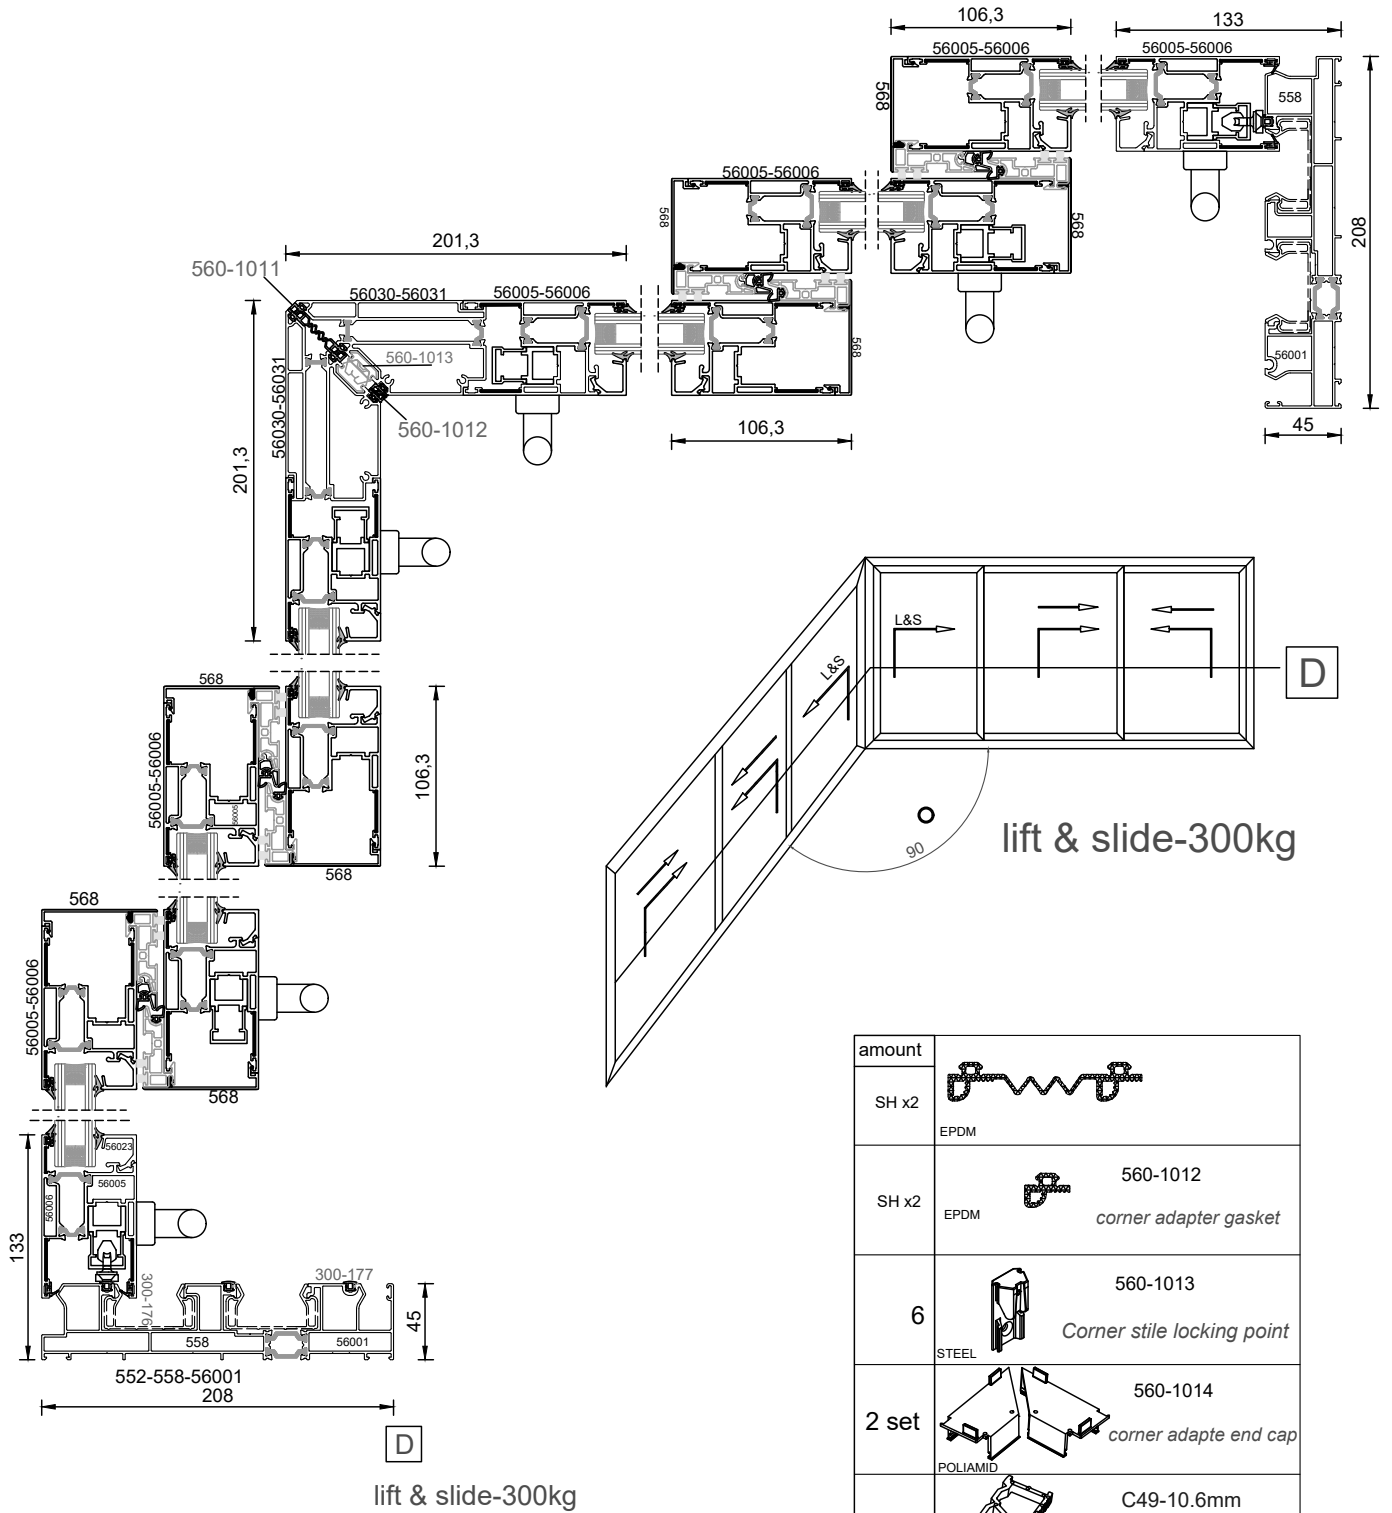 106,3
133
56005-56006
56005-56006
568
558
208
56005-56006
568
568
201,3
560-1011
56030-56031
56005-56006
560-1013
568
56001
56030-56031
560-1012
106,3
45
201,3
L&S
L&S
D
568
56005-56006
56005
106,3
90
lift & slide-300kg
568
568
56005-56006
568
amount
SH x2
EPDM
56023
56005
56006
SH x2
EPDM
560-1012
corner adapter gasket
133
300-176
300-177
45
558
56001
6
STEEL
560-1013
Corner stile locking point
552-558-56001
208
2 set
POLIAMID
560-1014
corner adapte end cap
D
lift & slide-300kg
C49-10.6mm